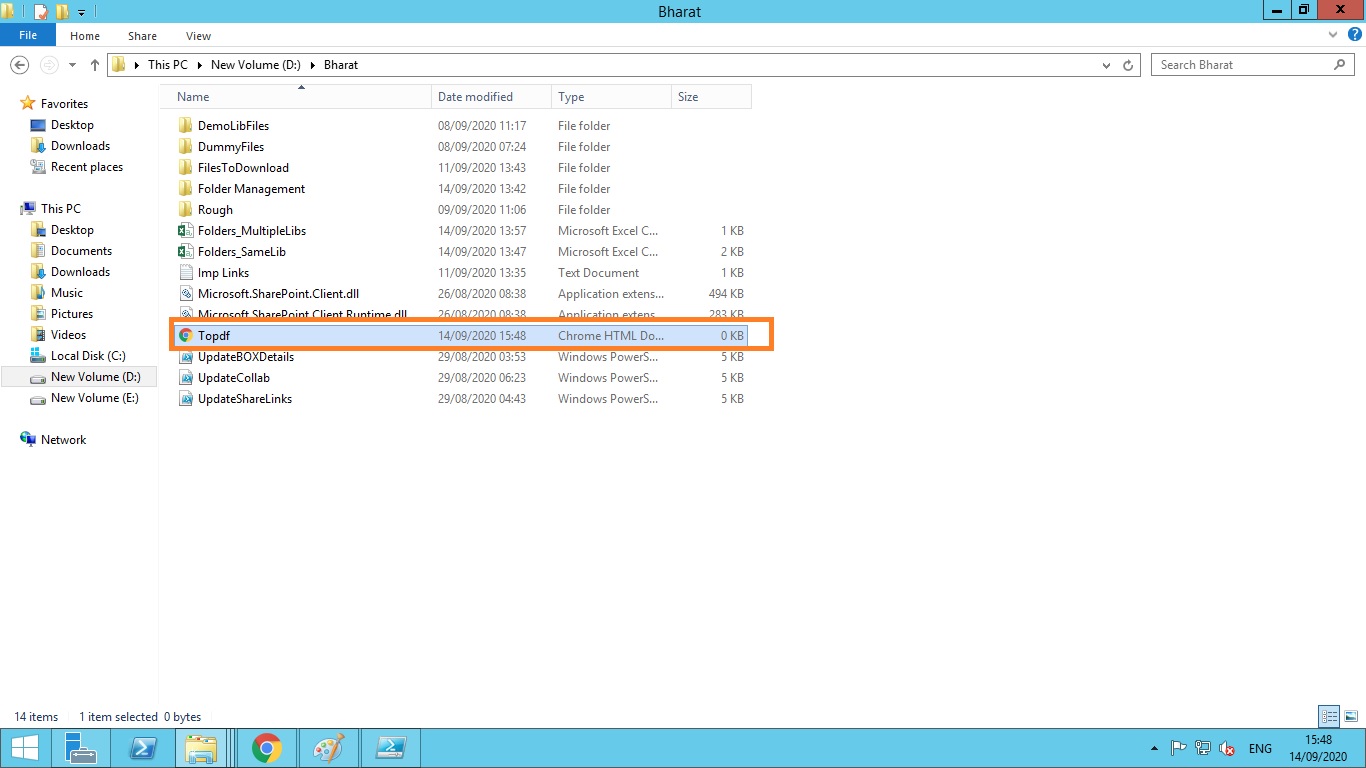 Bharat
File Home Share View
This PC New Volume (D:) Bharat
Search Bharat
Name Date modified Type Size
Favorites
Desktop
Downloads
Recent places
This PC
Desktop
Documents
Downloads
Music
Pictures
Videos
Local Disk (C:)
New Volume (D:)
New Volume (E:)
Network
DemoLibFiles 08/09/2020 11:17 File folder
DummyFiles 08/09/2020 07:24 File folder
FilesToDownload 11/09/2020 13:43 File folder
Folder Management 14/09/2020 13:42 File folder
Rough 09/09/2020 11:06 File folder
Folders_MultipleLibs 14/09/2020 13:57 Microsoft Excel C... 1 KB
Folders_SameLib 14/09/2020 13:47 Microsoft Excel C... 2 KB
Imp Links 11/09/2020 13:35 Text Document 1 KB
Microsoft.SharePoint.Client.dll 26/08/2020 08:38 Application extens... 494 KB
Microsoft.SharePoint.Client.Runtime.dll 26/08/2020 08:38 Application extens... 283 KB
Topdf 14/09/2020 15:48 Chrome HTML Do... 0 KB
UpdateBOXDetails 29/08/2020 03:53 Windows PowerS... 5 KB
UpdateCollab 29/08/2020 06:23 Windows PowerS... 5 KB
UpdateShareLinks 29/08/2020 04:43 Windows PowerS... 5 KB
14 items 1 item selected 0 bytes
ENG
15:48
14/09/2020